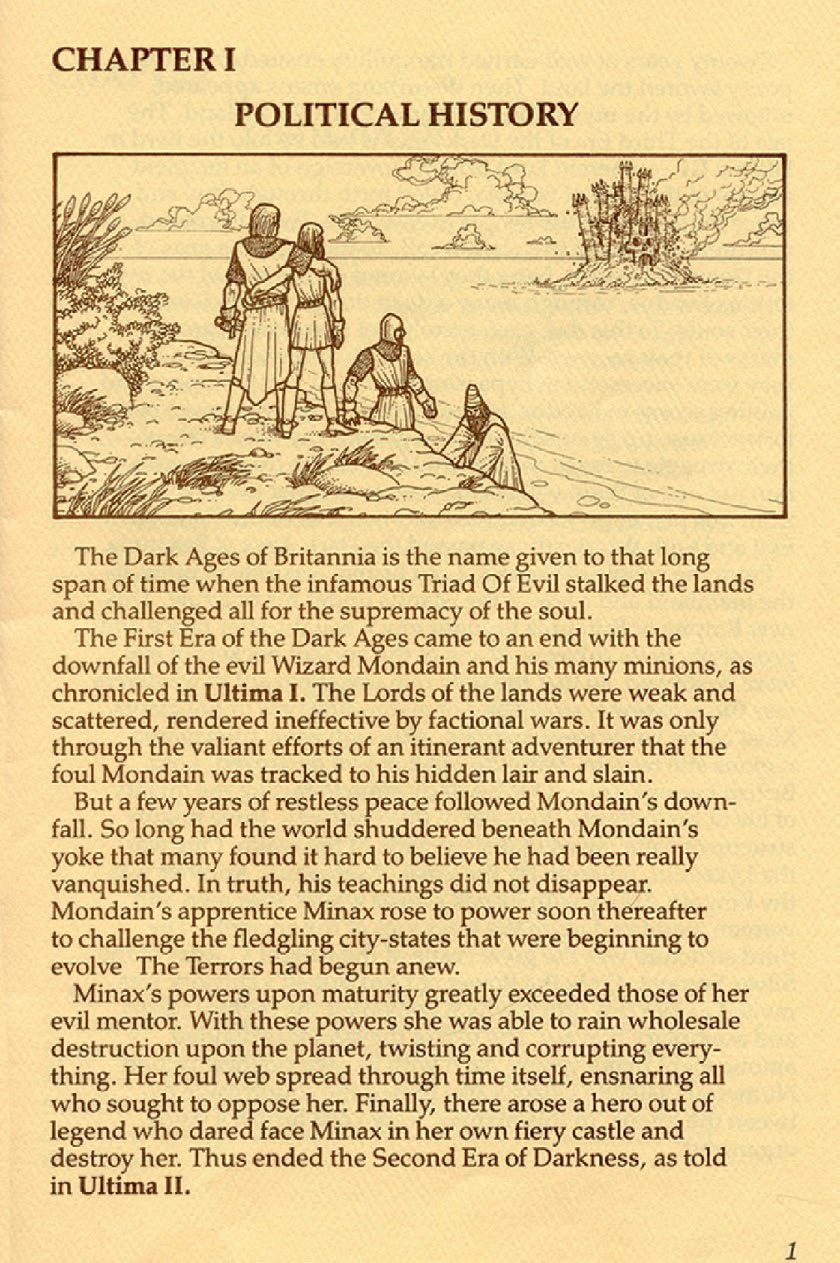 CHAPTER I
POLITICAL HISTORY
The Dark Ages of Britannia is the name given to that long
span of time when the infamous Triad Of Evil stalked the lands
and challenged all for the supremacy of the soul.
The First Era of the Dark Ages came to an end with the
downfall of the evil Wizard Mondain and his many minions, as
chronicled in Ultima I. The Lords of the lands were weak and
scattered, rendered ineffective by factional wars. It was only
through the valiant efforts of an itinerant adventurer that the
foul Mondain was tracked to his hidden lair and slain.
But a few years of restless peace followed Mondain's down-
fall. So long had the world shuddered beneath Mondain's
yoke that many found it hard to believe he had been really
vanquished. In truth, his teachings did not disappear.
Mondain's apprentice Minax rose to power soon thereafter
to challenge the fledgling city-states that were beginning to
evolve  The Terrors had begun anew.
Minax's powers upon maturity greatly exceeded those of her
evil mentor. With these powers she was able to rain wholesale
destruction upon the planet, twisting and corrupting every-
thing. Her foul web spread through time itself, ensnaring all
who sought to oppose her. Finally, there arose a hero out of
legend who dared face Minax in her own fiery castle and
destroy her. Thus ended the Second Era of Darkness, as told
in Ultima II.
1